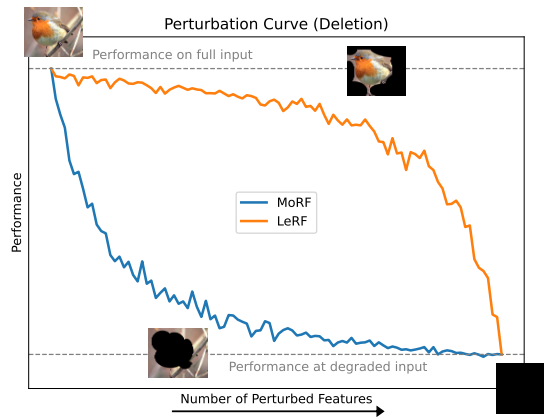 Perturbation Curve (Deletion)
Performance on full input
Performance
MoRF
LeRF
Performance at degraded input
Number of Perturbed Features